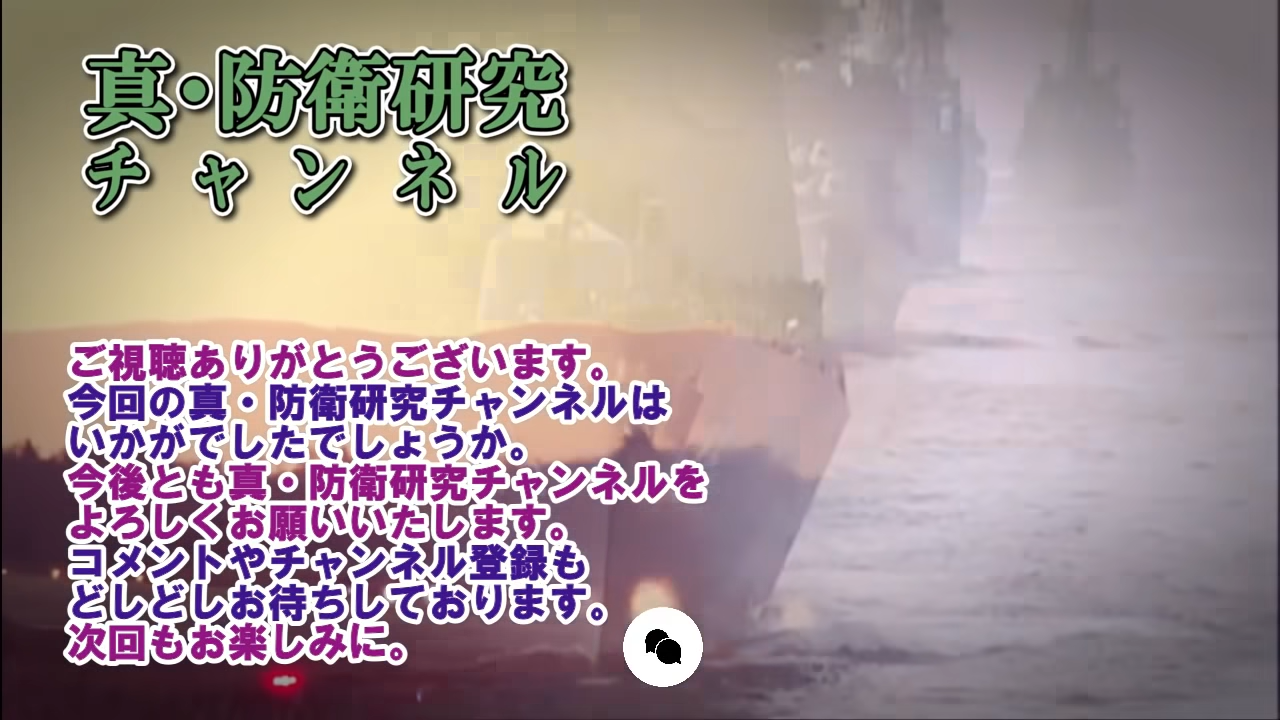 真・防衛研究
チャンネル
ご視聴ありがとうございます。
今回の真・防衛研究チャンネルは
いかがでしたでしょうか。
今後とも真・防衛研究チャンネルを
よろしくお願いいたします。
コメントやチャンネル登録も
どしどしお待ちしております。
次回もお楽しみに。